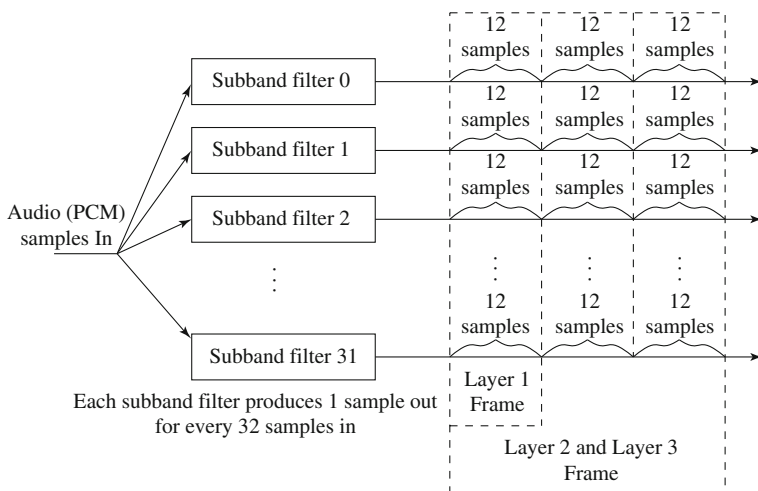 12 12 12
samples samples samples
Subband filter 0
12 12 12
samples samples samples
Subband filter 1
12 12 12
samples samples samples
Audio (PCM)
samples In
Subband filter 2
12 12 12
samples samples samples
Subband filter 31
Each subband filter produces 1 sample out
for every 32 samples in
Layer 1
Frame
Layer 2 and Layer 3
Frame